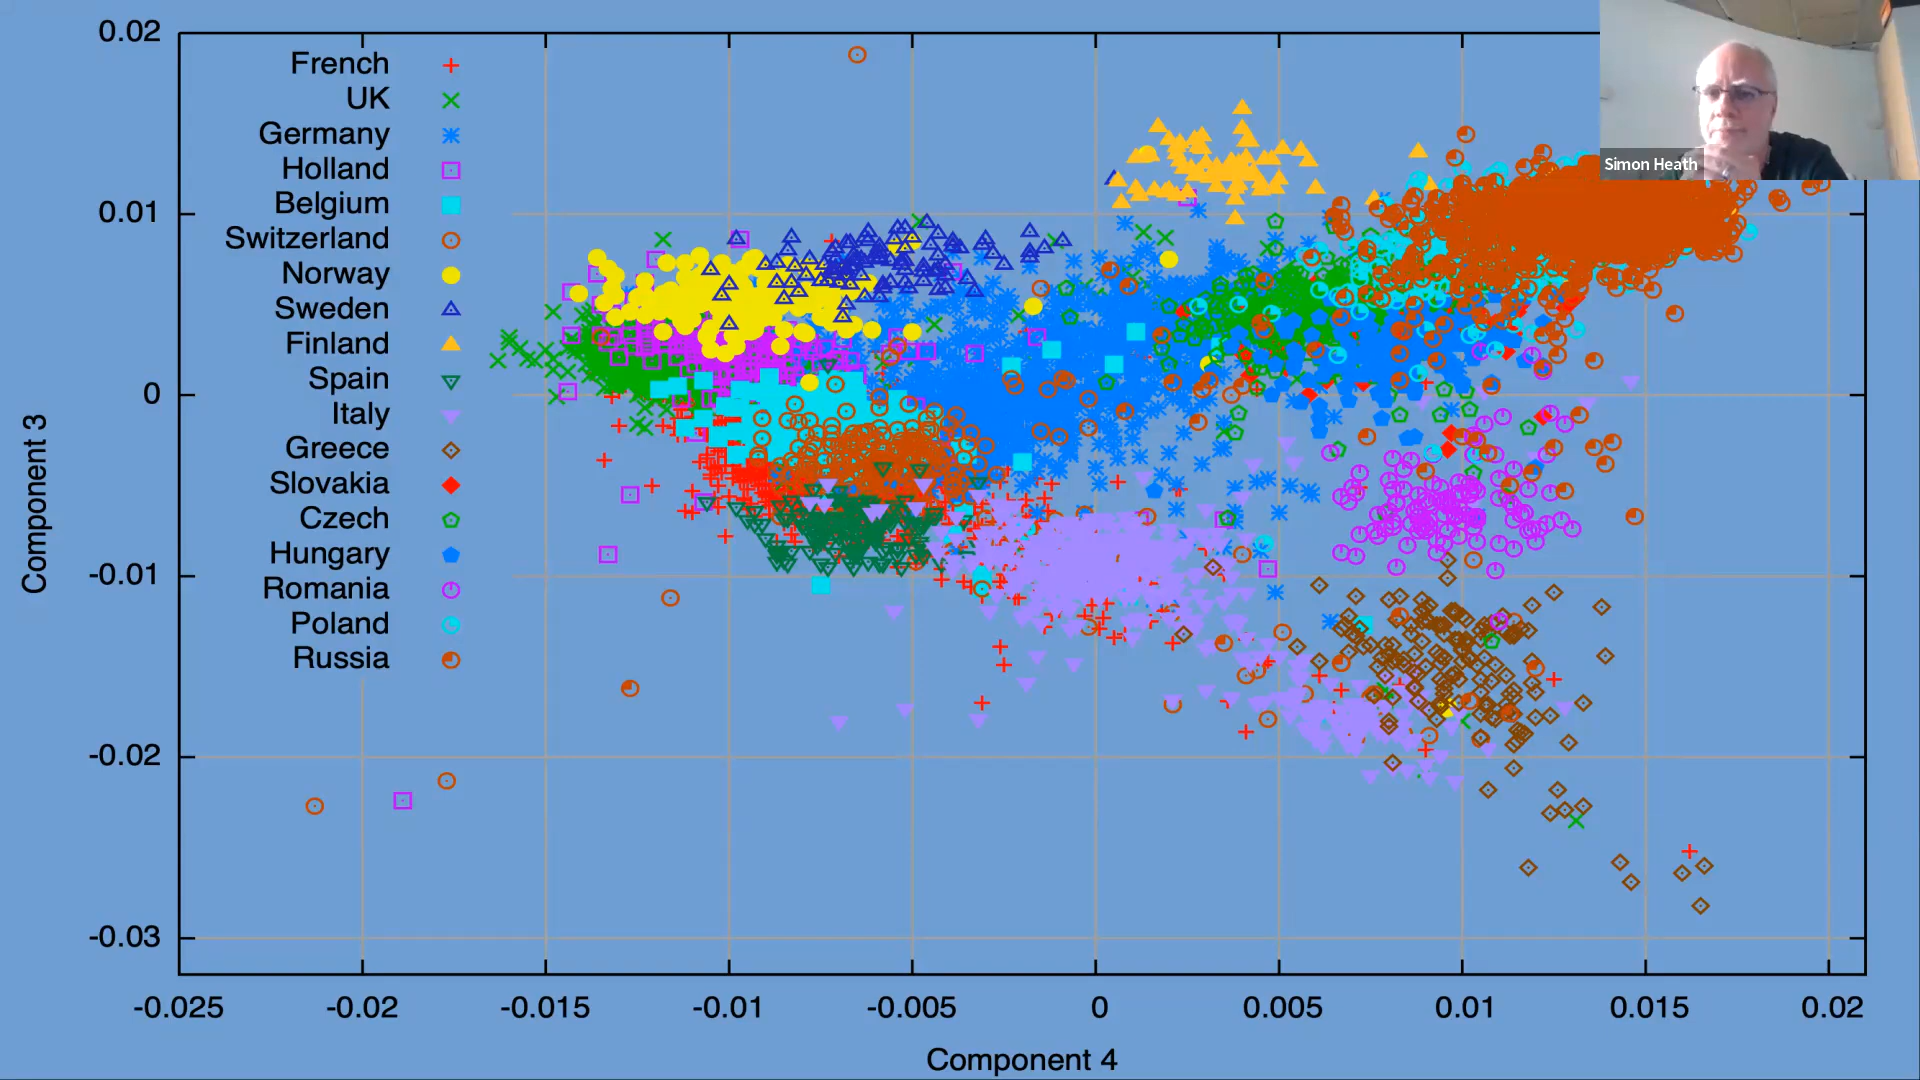 0.02
0.01
0
-0.01
-0.02
-0.03
Component 3
French
UK
Germany
Holland
Belgium
Switzerland
Norway
Sweden
Finland
Spain
Italy
Greece
Slovakia
Czech
Hungary
Romania
Poland
Russia
Simon Heath
-0.025 -0.02 -0.015 -0.01 -0.005 0 0.005 0.01 0.015 0.02
Component 4